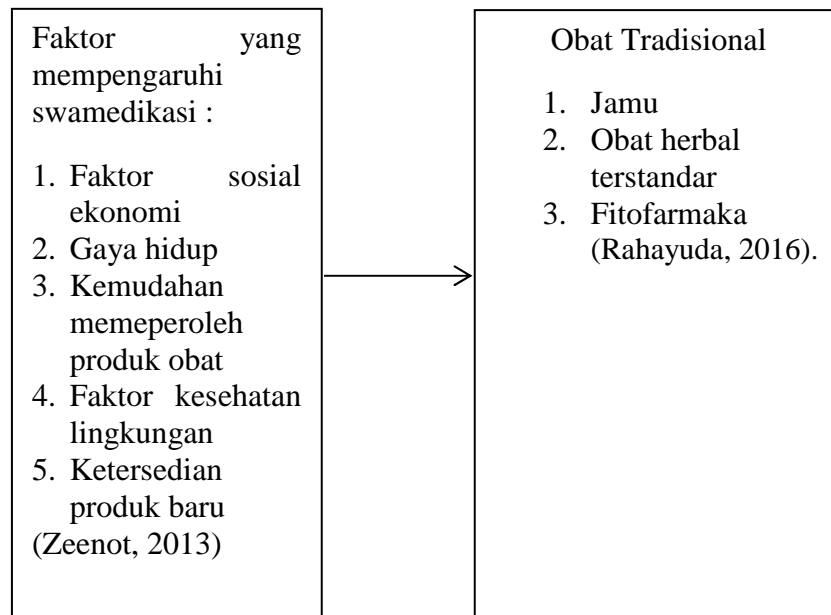 Faktor yang
mempengaruhi
swamedikasi :
1. Faktor sosial
ekonomi
2. Gaya hidup
3. Kemudahan
memeperoleh
produk obat
4. Faktor kesehatan
lingkungan
5. Ketersedian
produk baru
(Zeenot, 2013)
Obat Tradisional
1. Jamu
2. Obat herbal
terstandar
3. Fitofarmaka
(Rahayuda, 2016).